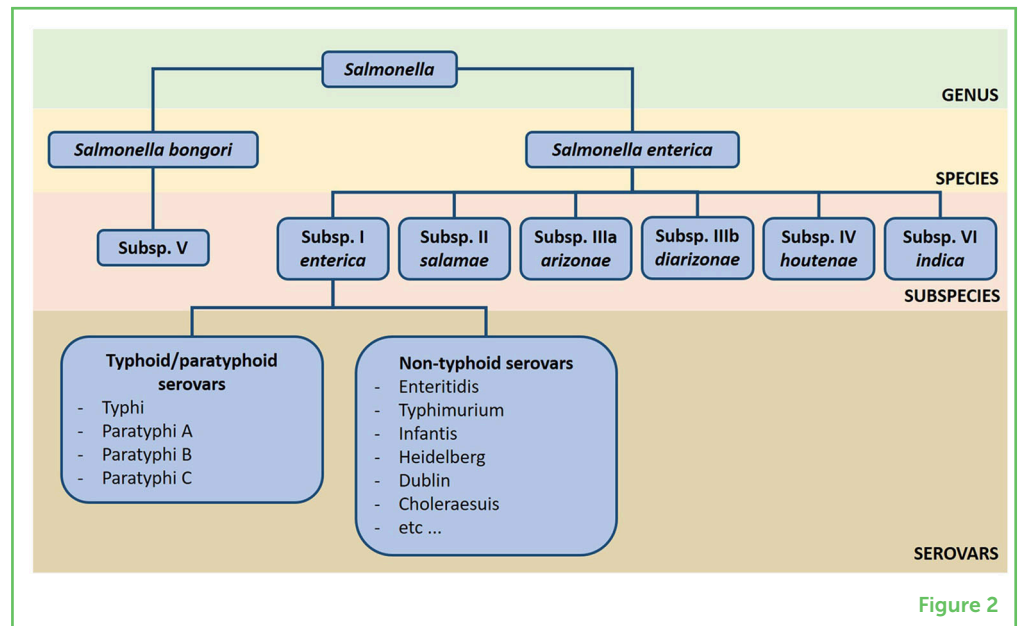 Salmonella
GENUS
Salmonella bongori
Salmonella enterica
SPECIES
Subsp. V
Subsp. I
enterica
Subsp. II
salamae
Subsp. IIIa
arizonae
Subsp. IIIb
diarizonae
Subsp. IV
houtenae
Subsp. VI
indica
SUBSPECIES
Typhoid/paratyphoid
serovars
- Typhi
- Paratyphi A
- Paratyphi B
- Paratyphi C
Non-typhoid serovars
- Enteritidis
- Typhimurium
- Infantis
- Heidelberg
- Dublin
- Choleraesuis
- etc ...
SEROVARS
Figure 2